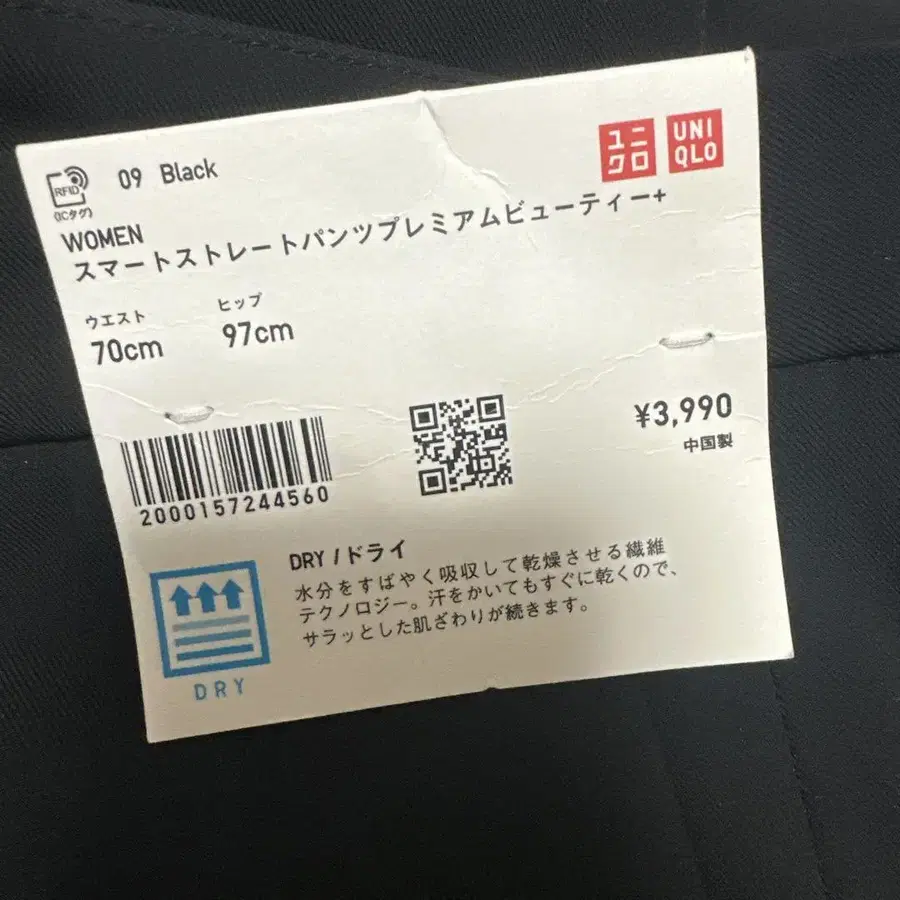 ユニ
クロ
UNI
QLO
RFID
(ICタグ)
09 Black
WOMEN
スマートストレートパンツプレミアムビューティー+
ウエスト
ヒップ
70cm
97cm
¥3,990
中国製
2000157244560
DRY / ドライ
水分をすばやく吸収して乾燥させる繊維
テクノロジー。汗をかいてもすぐに乾くので、
サラッとした肌ざわりが続きます。
DRY